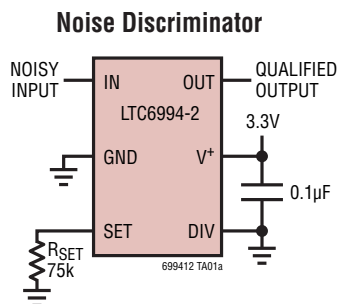 Noise Discriminator
NOISY
INPUT
IN
OUT
QUALIFIED
OUTPUT
LTC6994-2
3.3V
GND
V+
0.1µF
SET
DIV
RSET
75k
699412 TA01a